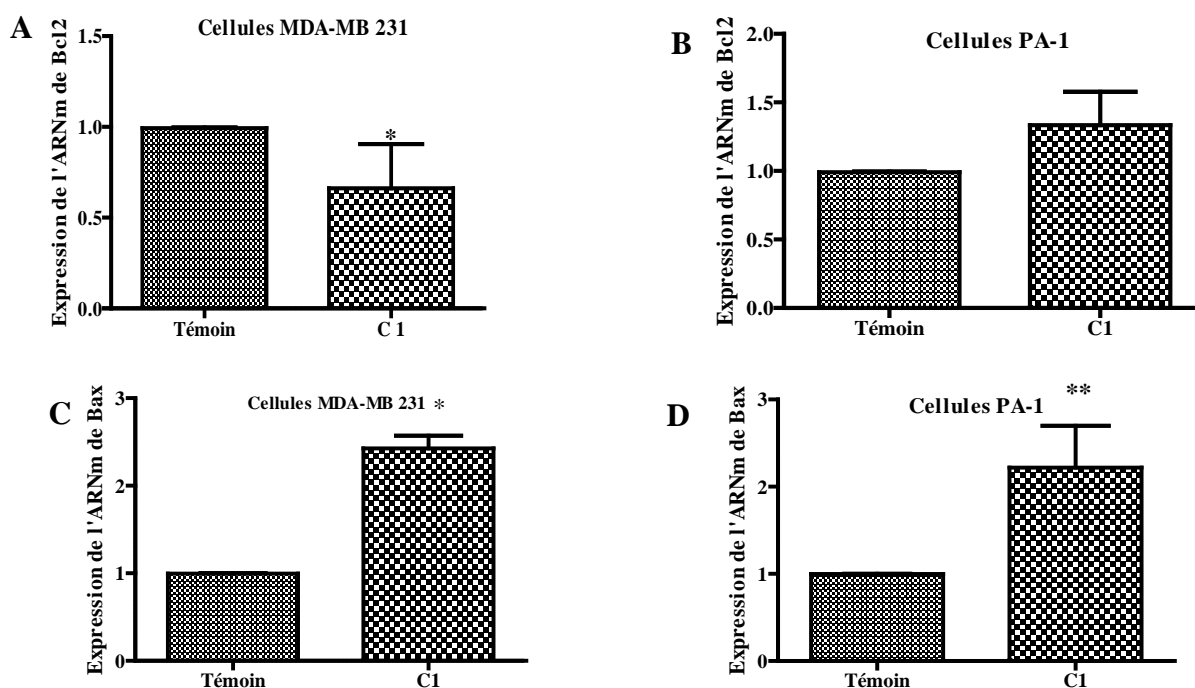 A
Cellules MDA-MB 231
Expression de l'ARNm de Bcl2
1.5
1.0
0.5
0.0
*
Témoin
C 1
B
Cellules PA-1
Expression de l'ARNm de Bcl2
2.0
1.5
1.0
0.5
0.0
Témoin
C1
C
Cellules MDA-MB 231 *
Expression de l'ARNm de Bax
3
2
1
0
Témoin
C1
D
Cellules PA-1
**
Expression de l'ARNm de Bax
3
2
1
0
Témoin
C1